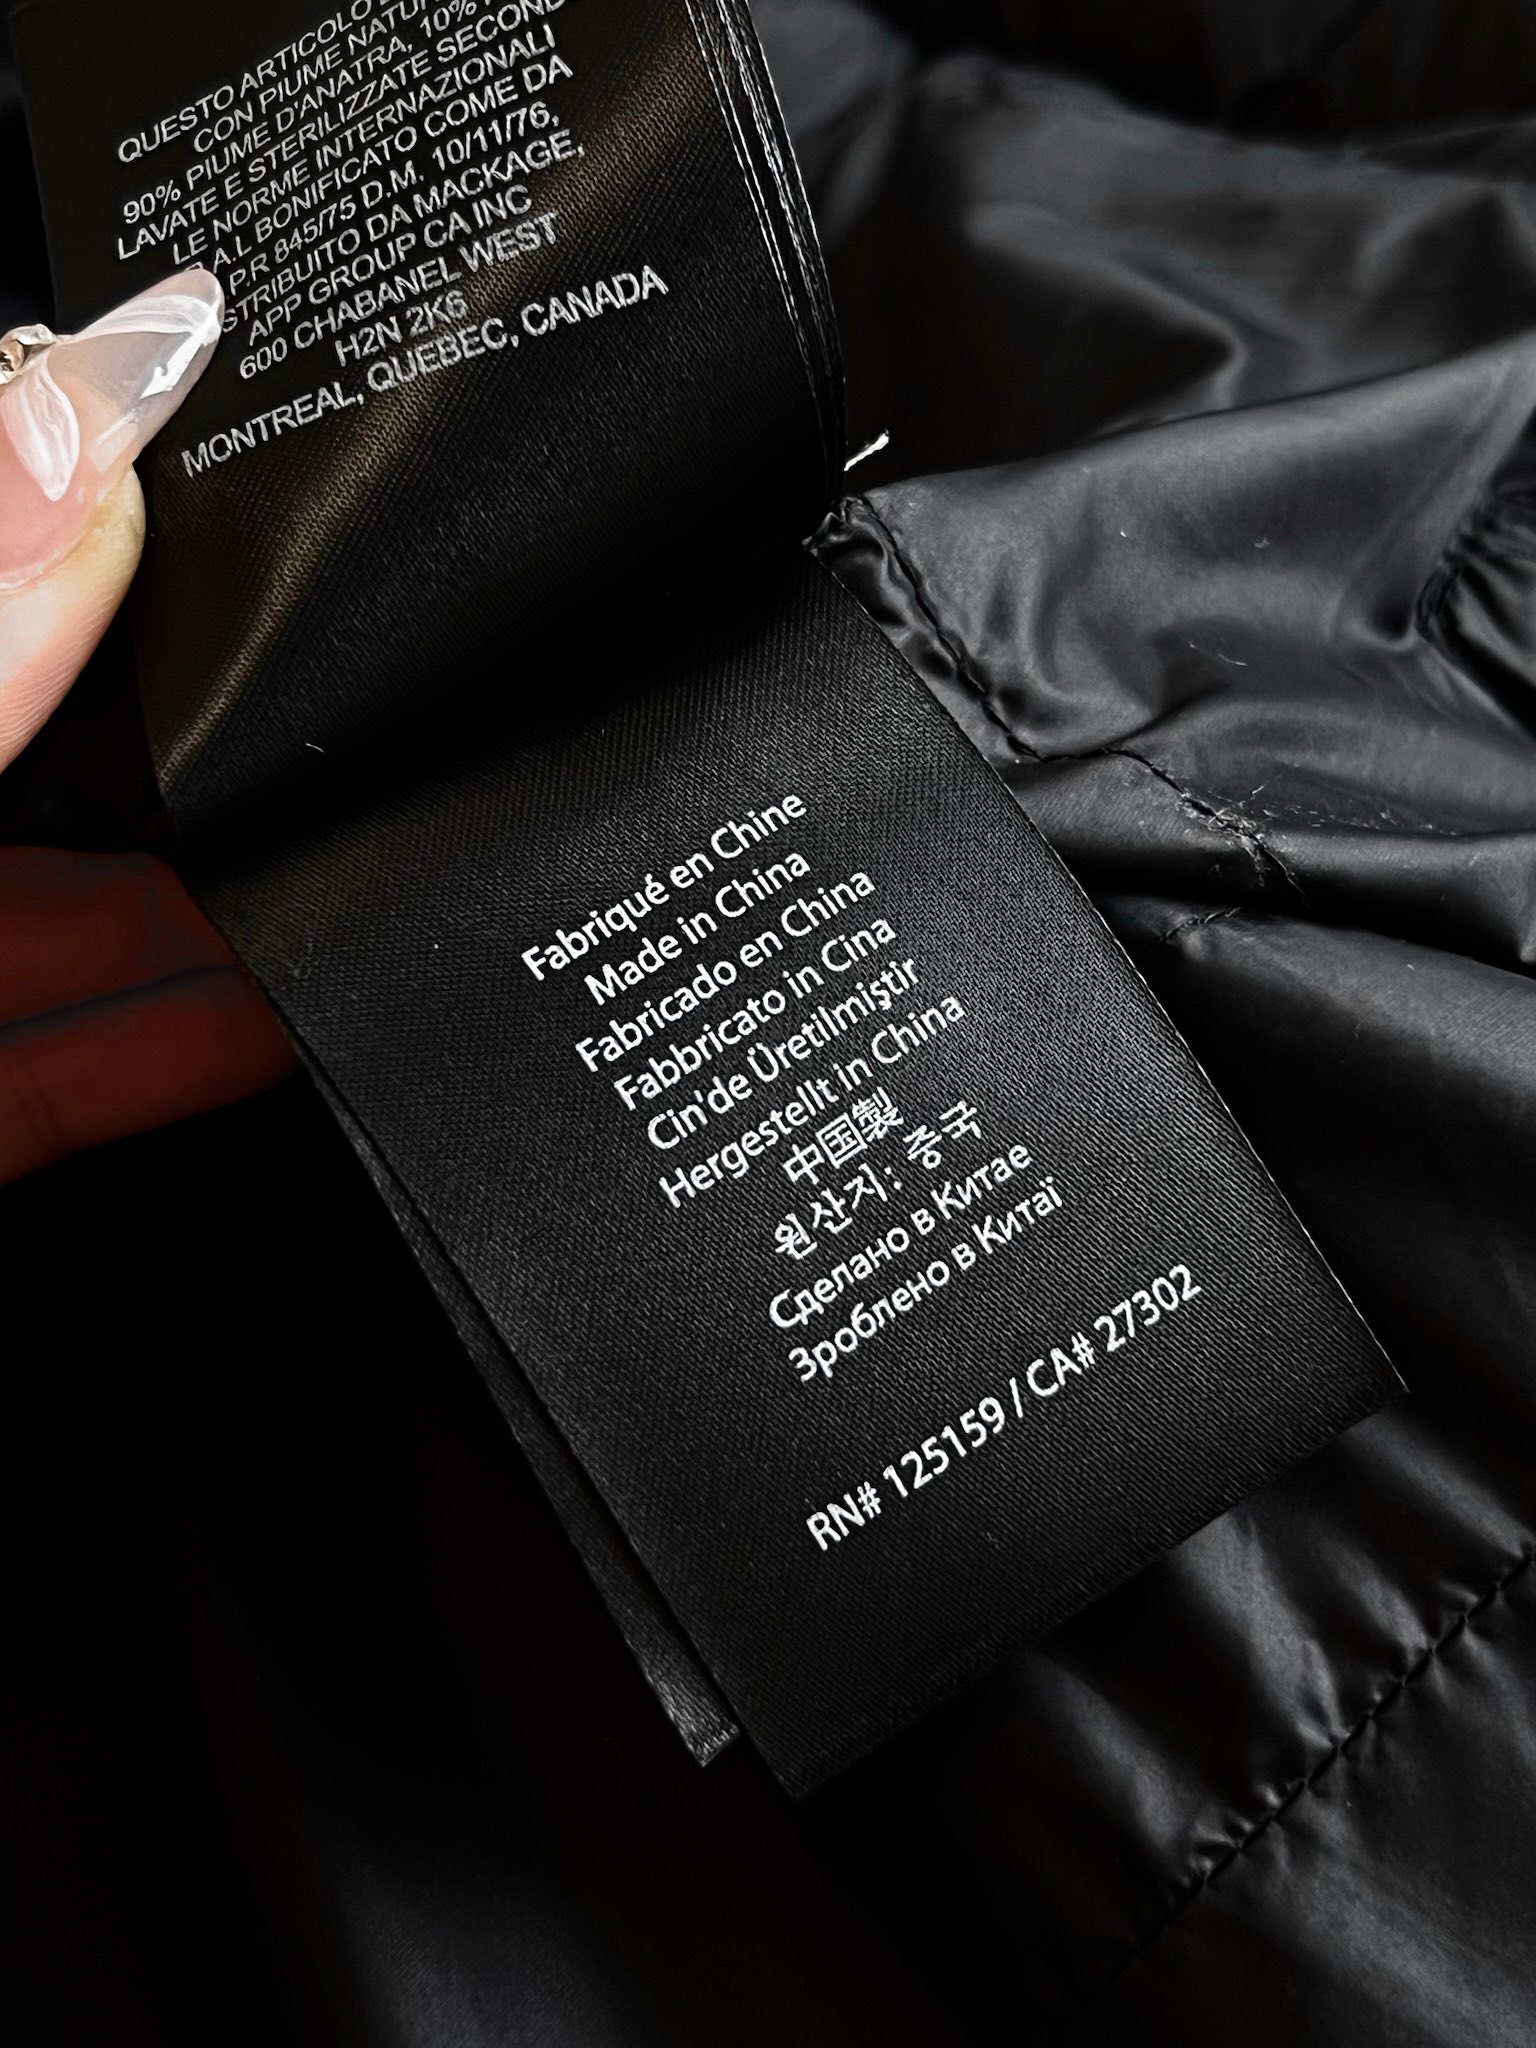 QUESTO ARTICOLO
CON PIUME
90% PIUME D'ANATRA, 10%
LAVATE E STERILIZZATE
LE NORME INTERNAZIONALI
A.L BONIFICATO COME DA
P.R 845/75 D.M. 10/11/76,
STRIBUITO DA MACKAGE,
APP GROUP CA INC
600 CHABANEL WEST
H2N 2K6
MONTREAL, QUEBEC, CANADA
Fabriqué en Chine
Made in China
Fabricado en China
Fabbricato in Cina
Cin'de Üretilmiştir
Hergestellt in China
中国製
원산지: 중국
Сделано в Китае
Зроблено в Китаї
RN# 125159 / CA# 27302